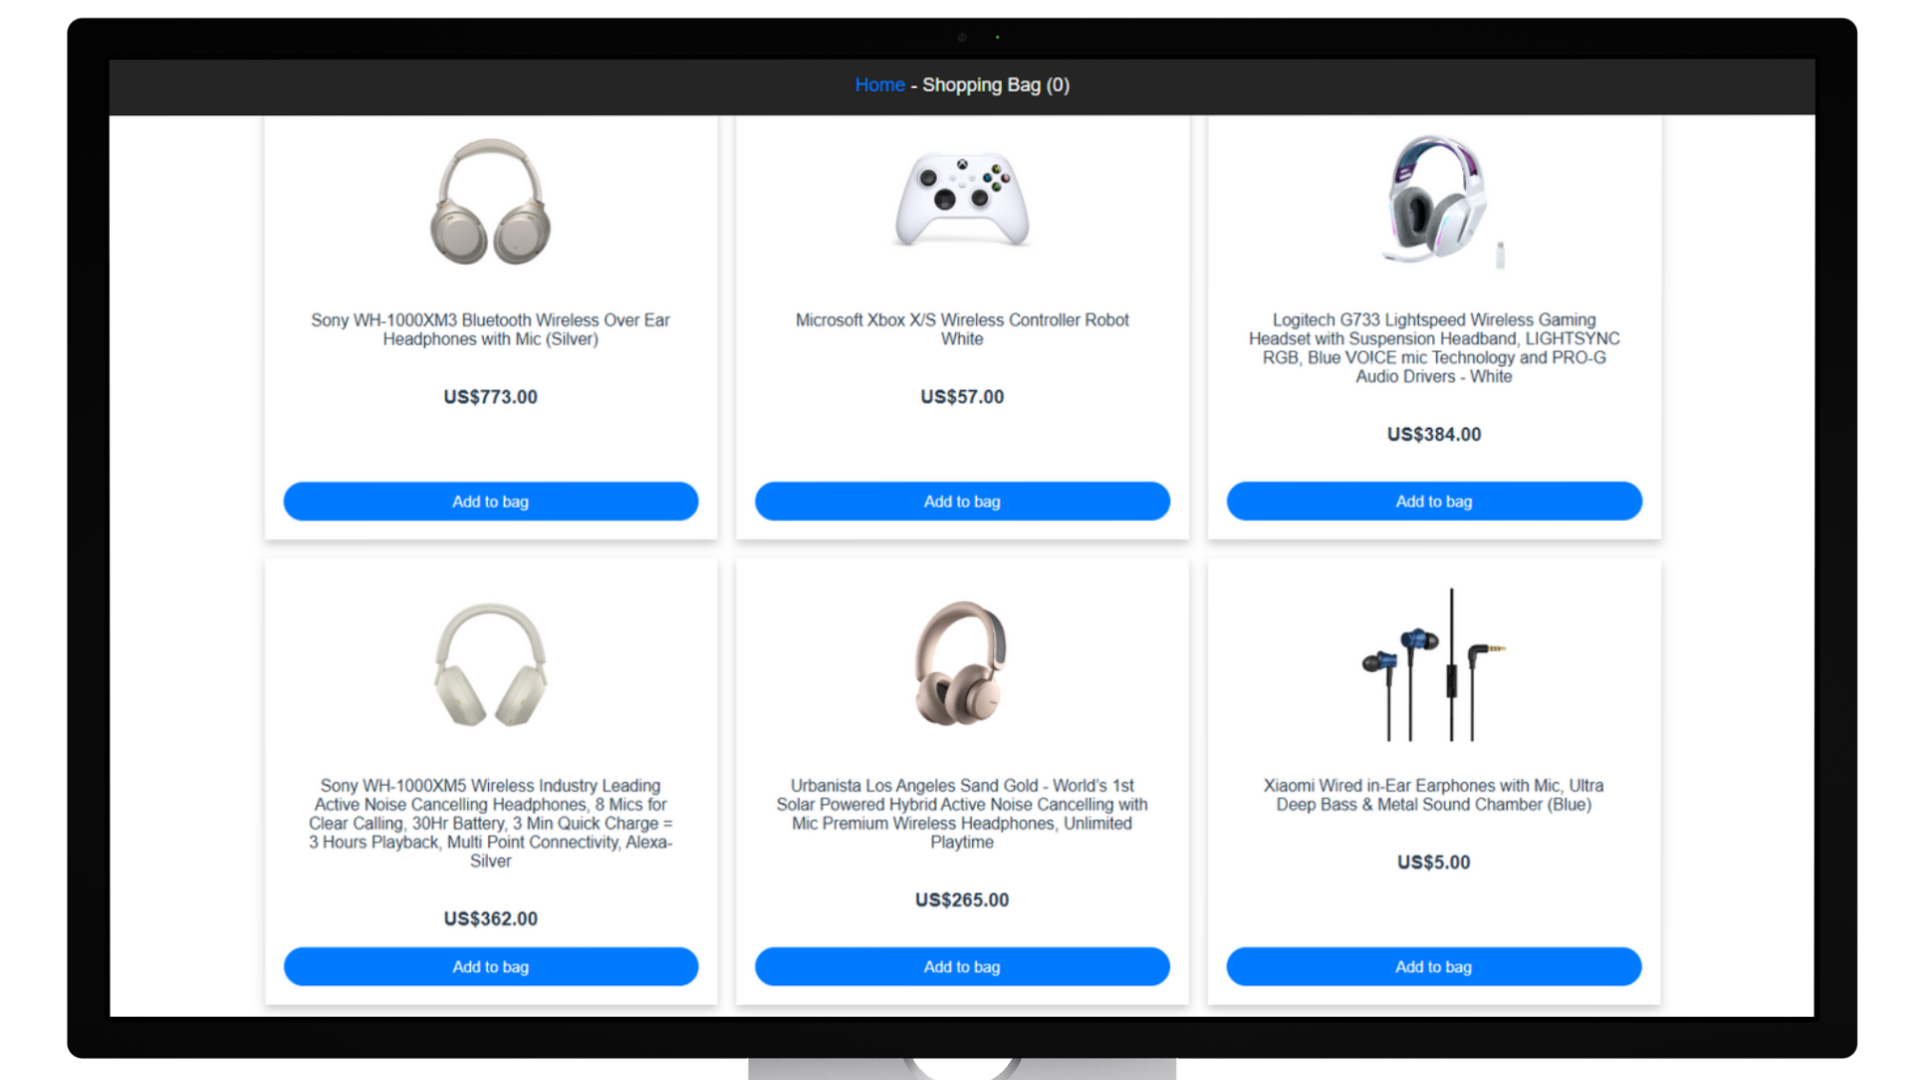 Home - Shopping Bag (0)
Sony WH-1000XM3 Bluetooth Wireless Over Ear
Headphones with Mic (Silver)
US$773.00
Add to bag
Microsoft Xbox X/S Wireless Controller Robot
White
US$57.00
Add to bag
Logitech G733 Lightspeed Wireless Gaming
Headset with Suspension Headband, LIGHTSYNC
RGB, Blue VO!CE mic Technology and PRO-G
Audio Drivers - White
US$384.00
Add to bag
Sony WH-1000XM5 Wireless Industry Leading
Active Noise Cancelling Headphones, 8 Mics for
Clear Calling, 30Hr Battery, 3 Min Quick Charge =
3 Hours Playback, Multi Point Connectivity, Alexa-
Silver
US$362.00
Add to bag
Urbanista Los Angeles Sand Gold - World's 1st
Solar Powered Hybrid Active Noise Cancelling with
Mic Premium Wireless Headphones, Unlimited
Playtime
US$265.00
Add to bag
Xiaomi Wired in-Ear Earphones with Mic, Ultra
Deep Bass & Metal Sound Chamber (Blue)
US$5.00
Add to bag